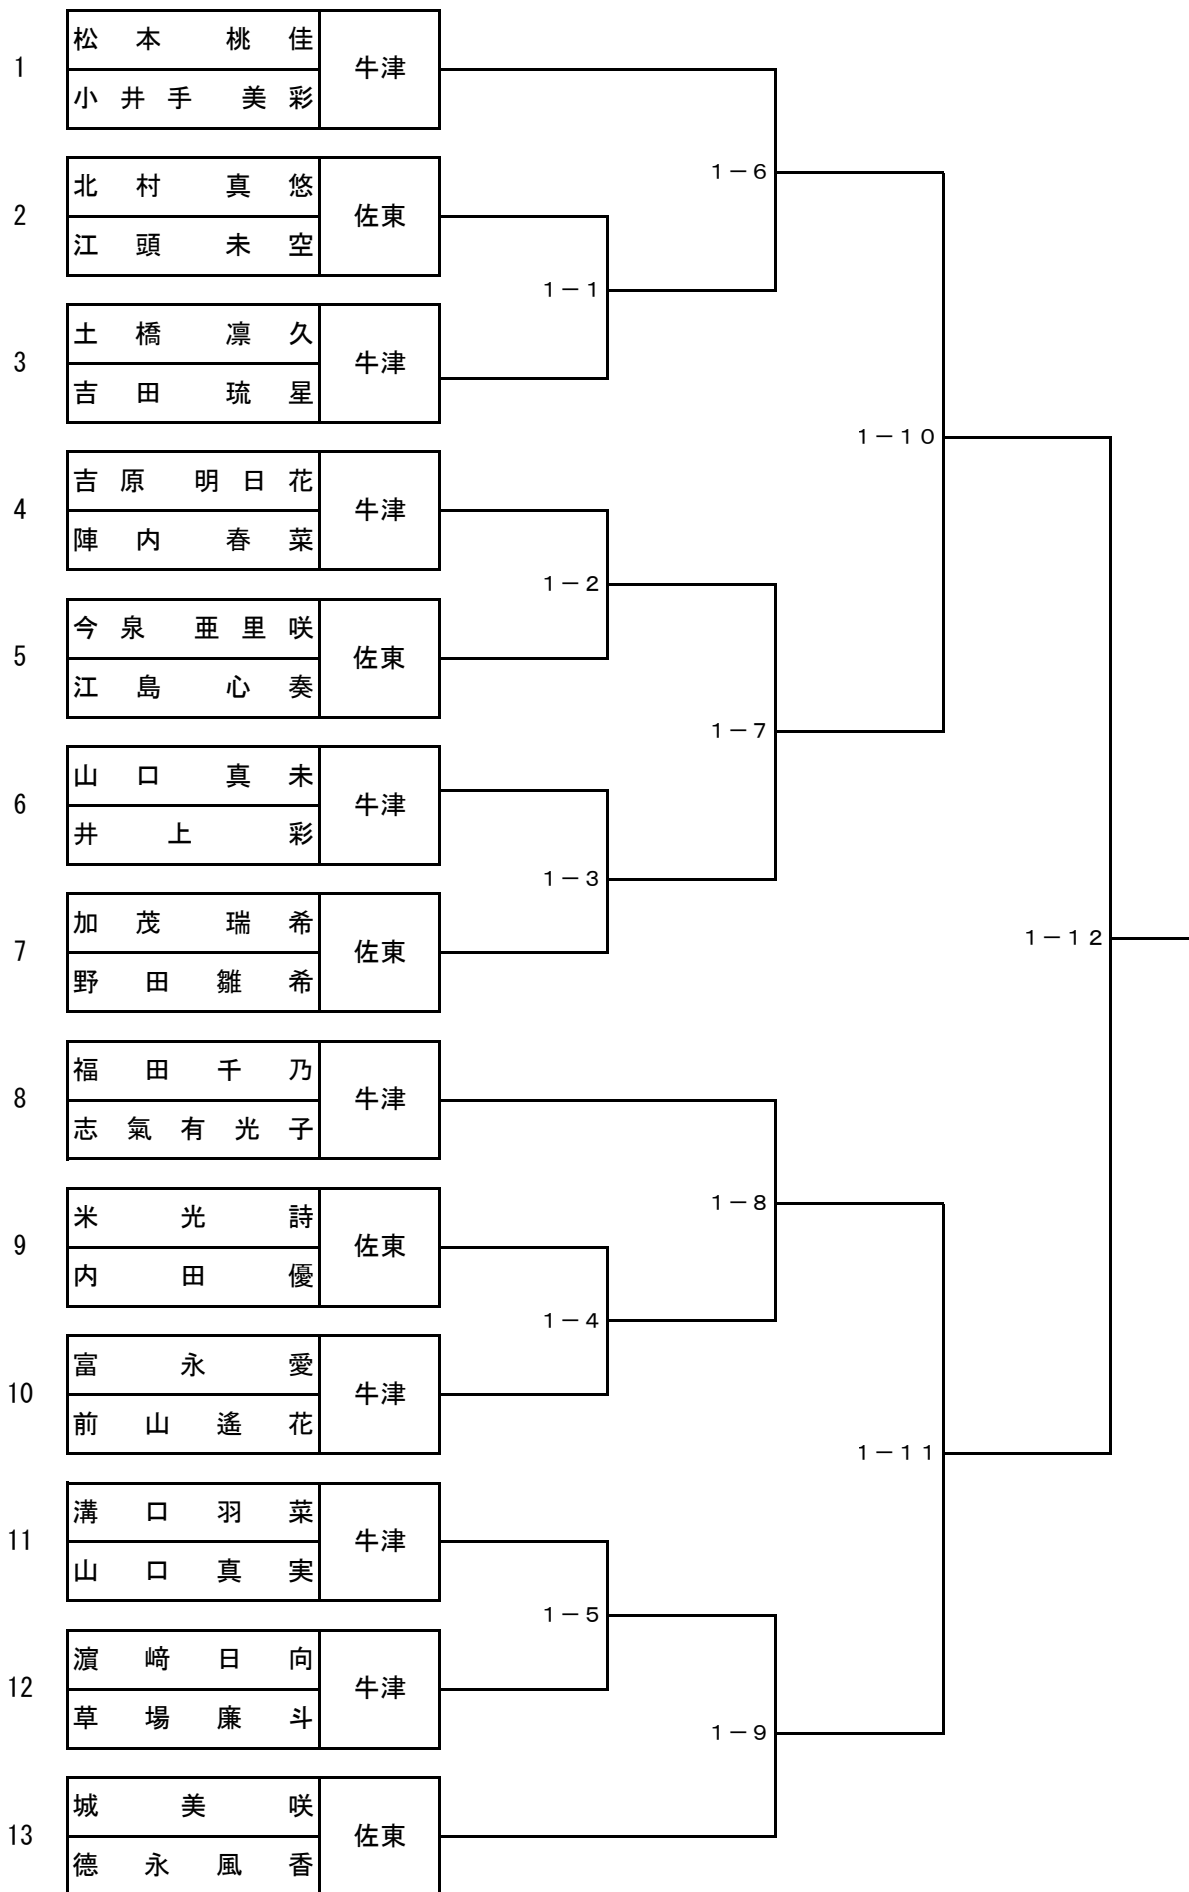 松本 桃佳
1 牛津
小井手 美彩
1－6
北村 真悠
2 佐東
江頭 未空
1－1
土橋 凛久
3 牛津
吉田 琉星
1－10
吉原 明日花
4 牛津
陣内 春菜
1－2
今泉 亜里咲
5 佐東
江島 心奏
1－7
山口 真未
6 牛津
井上 彩
1－3
加茂 瑞希
7 佐東
1－12
野田雛希
福田千乃
8 牛津
志氣有光子
米光詩
1－8
9 佐東
内田優
1－4
富永愛
10 牛津
前山遙花
1－11
溝口羽菜
11 牛津
山口真実
1－5
濵﨑日向
12 牛津
草場廉斗
1－9
城美咲
13 佐東
德永風香